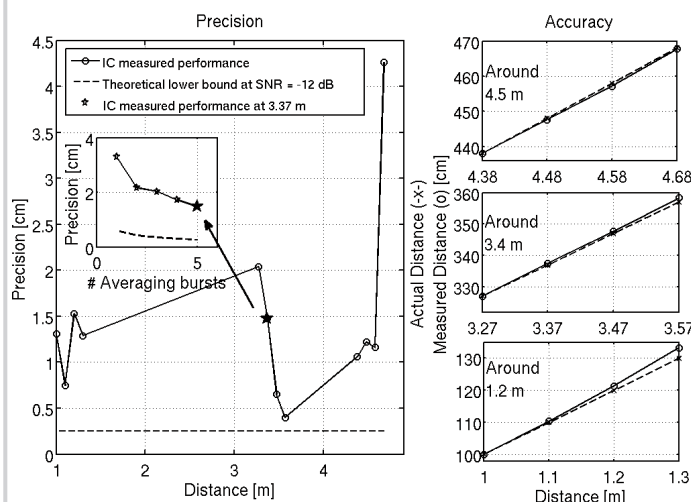 Precision
Precision [cm]
4.5
4
3.5
3
2.5
2
1.5
1
0.5
0
IC measured performance
Theoretical lower bound at SNR = -12 dB
IC measured performance at 3.37 m
Precision [cm]
4
2
0
0 5
# Averaging bursts
1 2 3 4
Distance [m]
Accuracy
Actual Distance (-x-)
Measured Distance (o) [cm]
470
460
450
440
Around
4.5 m
4.38 4.48 4.58 4.68
360
350
340
330
Around
3.4 m
3.27 3.37 3.47 3.57
130
120
110
100
Around
1.2 m
1 1.1 1.2 1.3
Distance [m]